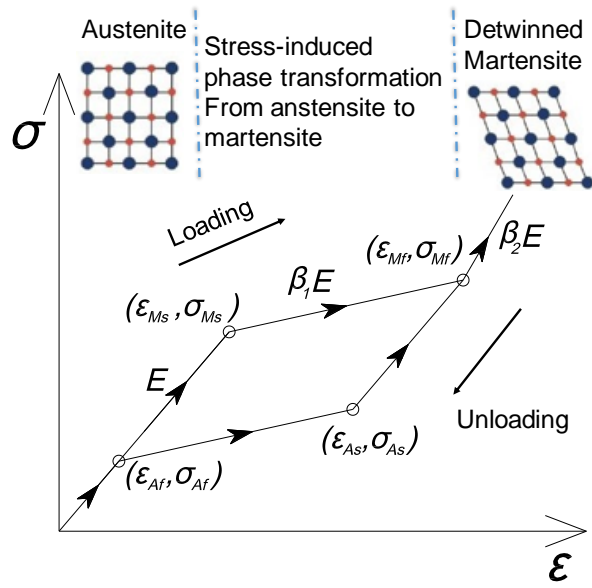 Austenite
Stress-induced
phase transformation
From anstensite to
martensite
Detwinned
Martensite
σ
Loading
(ε_Mf, σ_Mf)
β₂E
β₁E
(ε_Ms, σ_Ms)
E
Unloading
(ε_As, σ_As)
(ε_Af, σ_Af)
ε